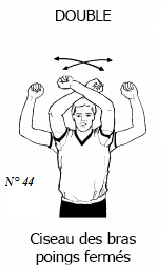 DOUBLE
N° 44
Ciseau des bras
poings fermés